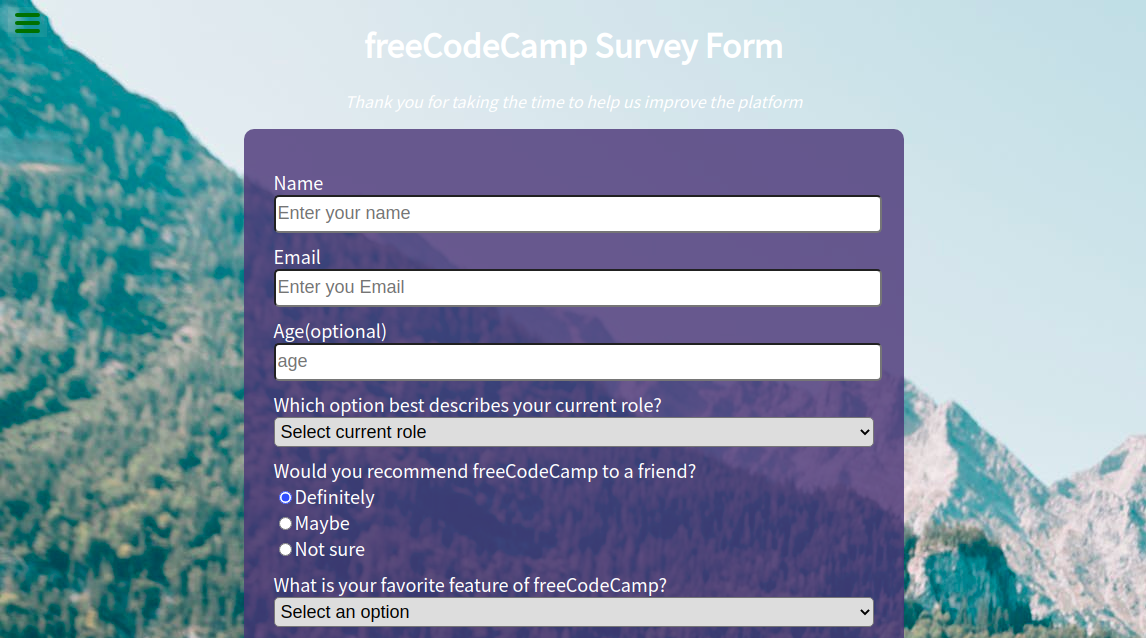 freeCodeCamp Survey Form
Thank you for taking the time to help us improve the platform
Name
Enter your name
Email
Enter you Email
Age(optional)
age
Which option best describes your current role?
Select current role
Would you recommend freeCodeCamp to a friend?
Definitely
Maybe
Not sure
What is your favorite feature of freeCodeCamp?
Select an option